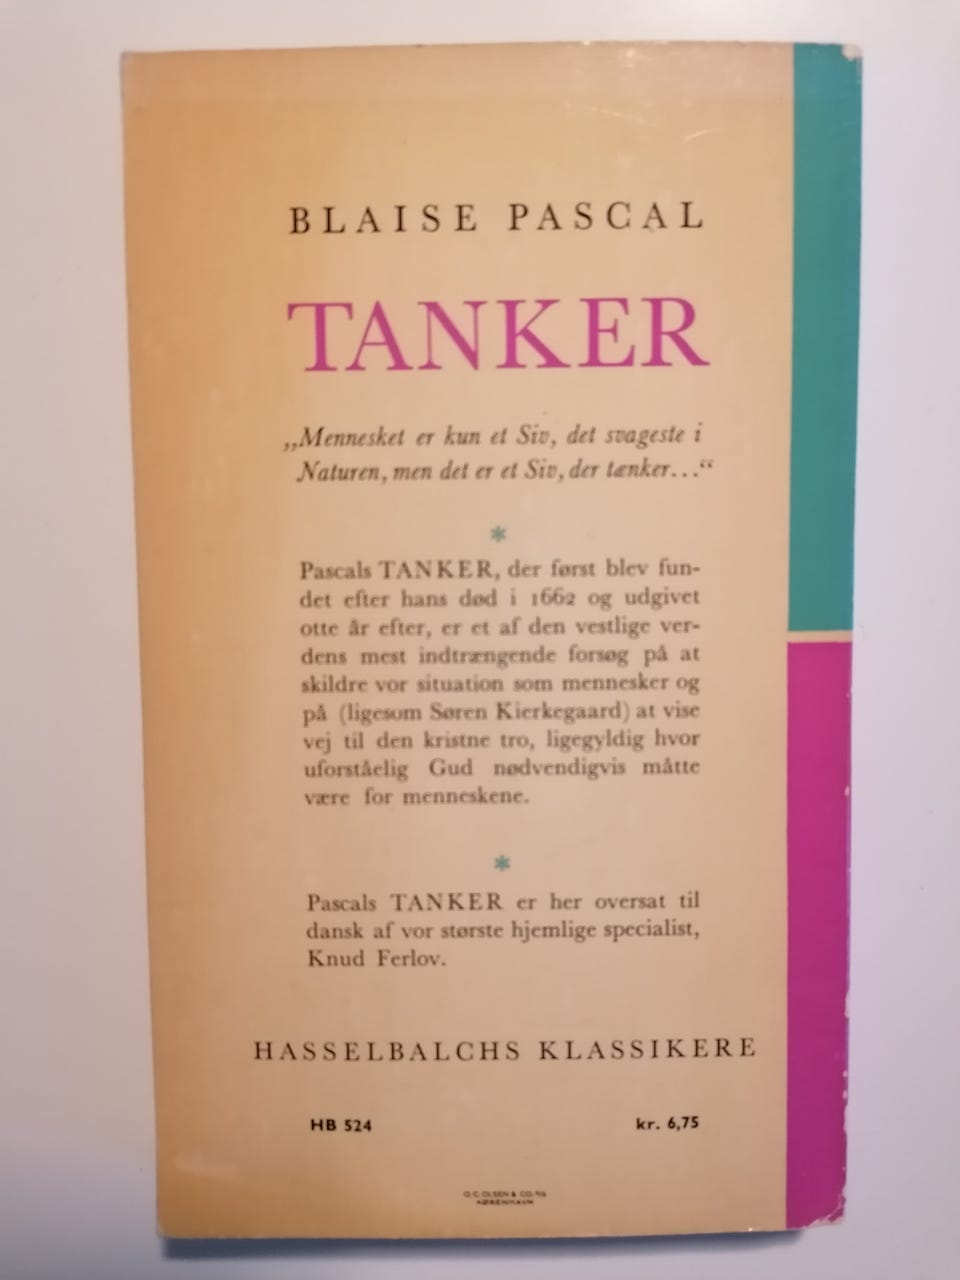 BLAISE PASCAL
TANKER
„Mennesket er kun et Siv, det svageste i
Naturen, men det er et Siv, der tænker...“
*
Pascals TANKER, der først blev fun-
det efter hans død i 1662 og udgivet
otte år efter, er et af den vestlige ver-
dens mest indtrængende forsøg på at
skildre vor situation som mennesker og
på (ligesom Søren Kierkegaard) at vise
vej til den kristne tro, ligegyldig hvor
uforståelig Gud nødvendigvis måtte
være for menneskene.
*
Pascals TANKER er her oversat til
dansk af vor største hjemlige specialist,
Knud Ferlov.
HASSELBALCHS KLASSIKERE
HB 524 kr. 6,75
O. C. OLSEN & CO. A/S
KØBENHAVN